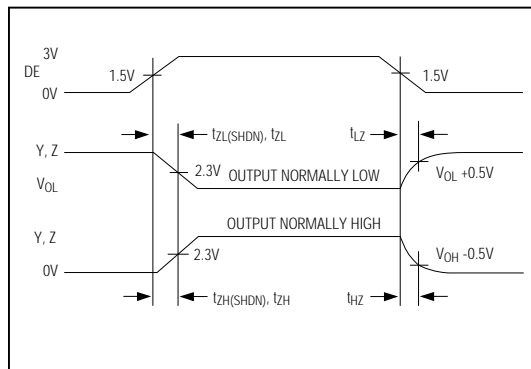 3V
DE
1.5V
1.5V
0V
tZL(SHDN), tZL
tLZ
Y, Z
2.3V
OUTPUT NORMALLY LOW
VOL +0.5V
VOL
OUTPUT NORMALLY HIGH
Y, Z
2.3V
VOH -0.5V
0V
tZH(SHDN), tZH
tHZ